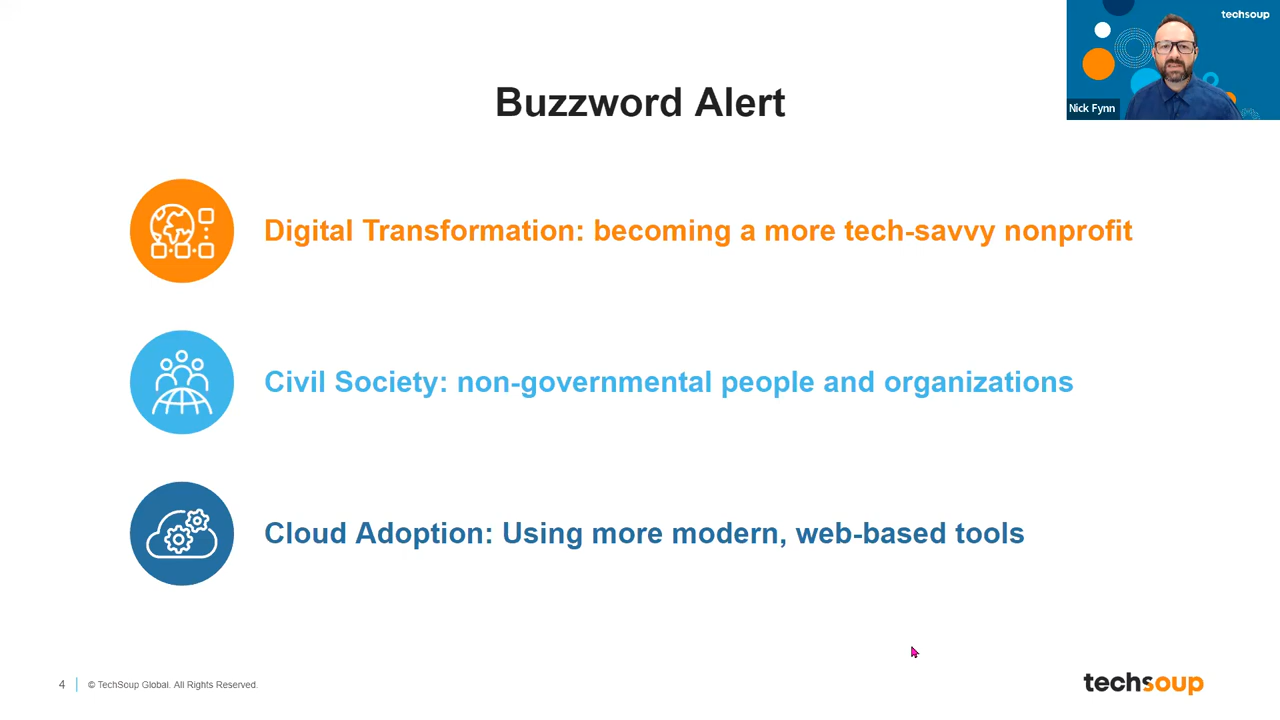 techsoup
Nick Fynn
Buzzword Alert
Digital Transformation: becoming a more tech-savvy nonprofit
Civil Society: non-governmental people and organizations
Cloud Adoption: Using more modern, web-based tools
4
© TechSoup Global. All Rights Reserved.
techsoup